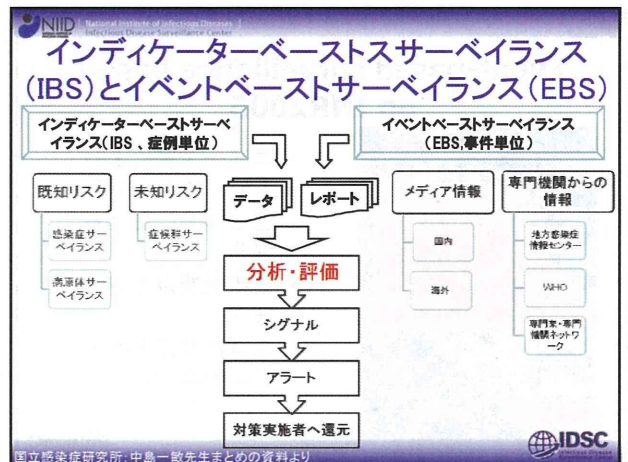 NIID National Institute of Infectious Diseases
Infectious Disease Surveillance Center
インディケーターベーストスサーベイランス
(IBS)とイベントベーストサーベイランス(EBS)
インディケーターベーストサーベ
イランス(IBS 、症例単位)
イベントベーストサーベイランス
(EBS,事件単位)
既知リスク
感染症サー
ベイランス
病原体サー
ベイランス
未知リスク
症候群サー
ベイランス
データ
レポート
分析・評価
シグナル
アラート
対策実施者へ還元
メディア情報
国内
海外
専門機関からの
情報
地方感染症
情報センター
WHO
専門家・専門
機関ネットワ
ーク
国立感染症研究所:中島一敏先生まとめの資料より
IDSC
Infectious Disease
Surveillance Center